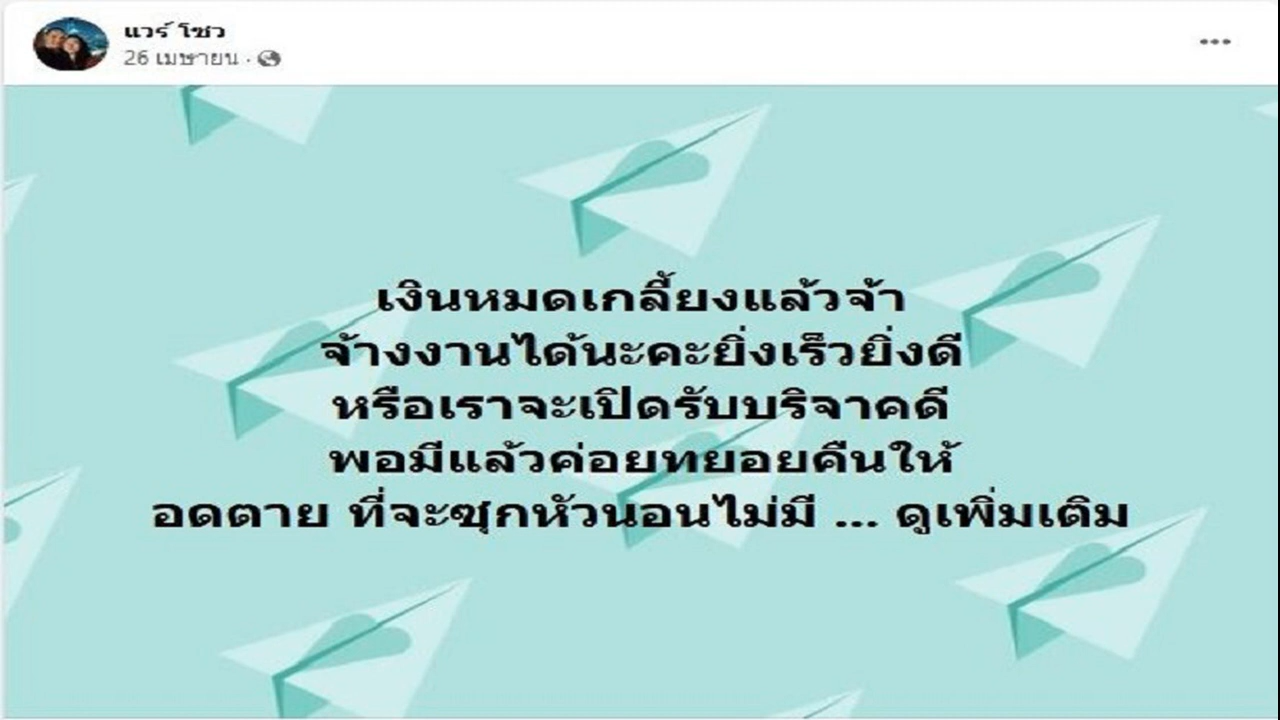 แวร์ โซว
26 เมษายน ·
เงินหมดเกลี้ยงแล้วจ้า
จ้างงานได้นะคะยิ่งเร็วยิ่งดี
หรือเราจะเปิดรับบริจาคดี
พอมีแล้วค่อยทยอยคืนให้
อดตาย ที่จะซุกหัวนอนไม่มี ... ดูเพิ่มเติม